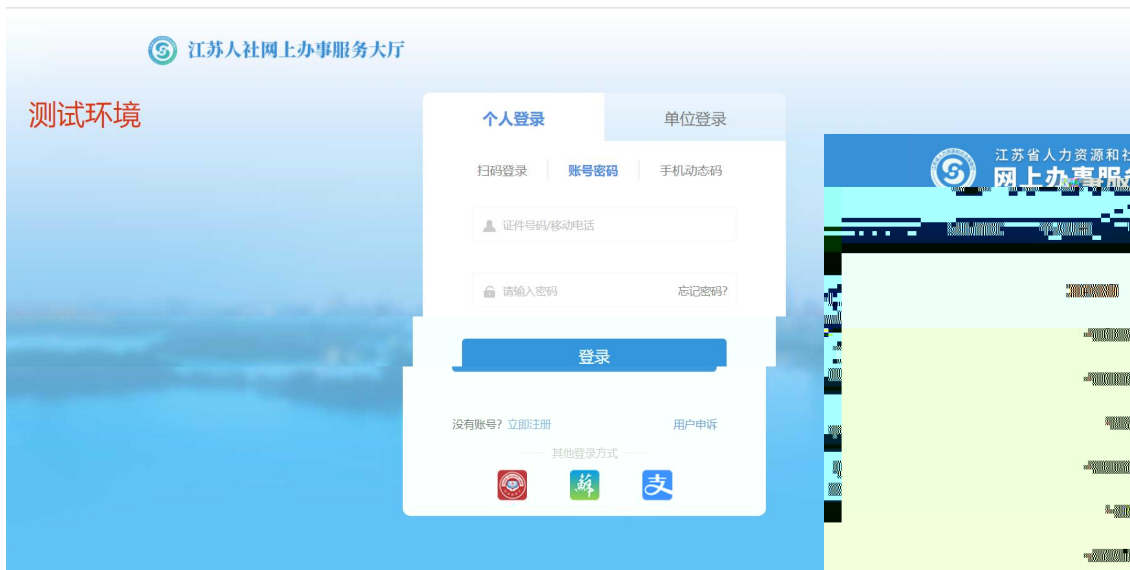 江苏人社网上办事服务大厅
测试环境
个人登录
单位登录
扫码登录
账号密码
手机动态码
证件号码/移动电话
请输入密码
忘记密码?
登录
没有账号? 立即注册
用户申诉
其他登录方式
蘇
支
江苏省人力资源和社
网上办事服务